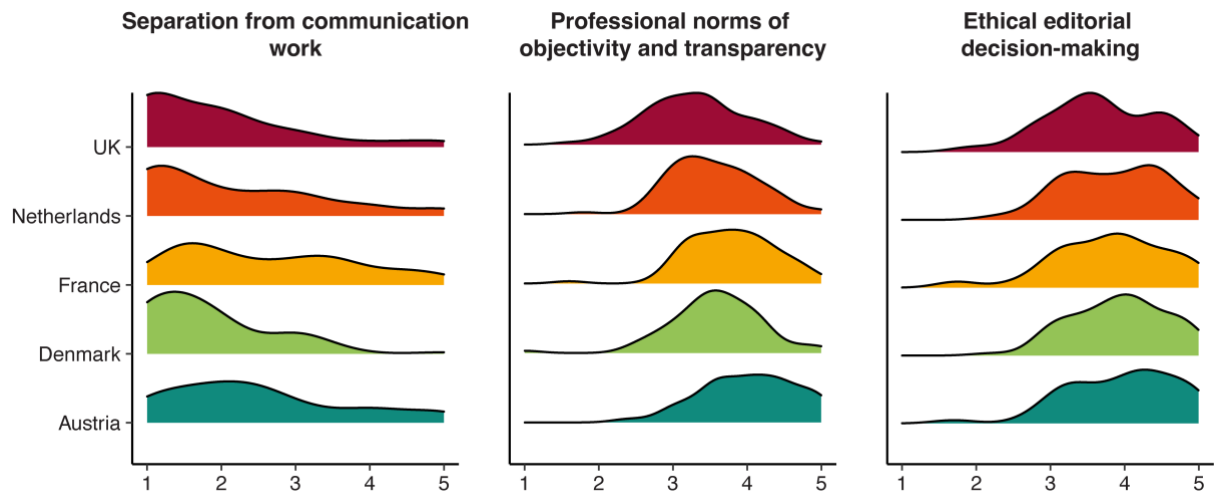 Separation from communication
work
Professional norms of
objectivity and transparency
Ethical editorial
decision-making
UK
Netherlands
France
Denmark
Austria
1 2 3 4 5
1 2 3 4 5
1 2 3 4 5